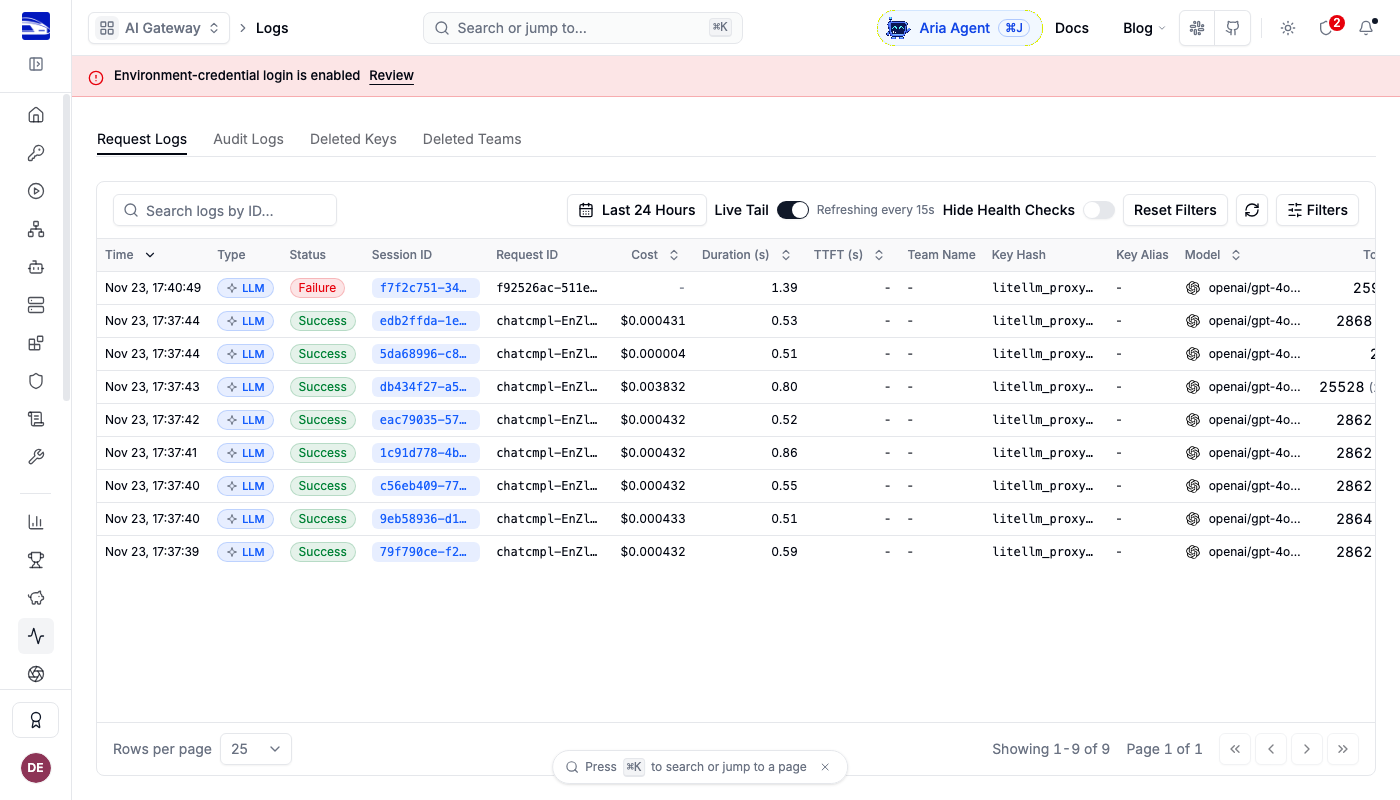 AI Gateway > Logs Search or jump to... ⌘K Aria Agent ⌘J Docs Blog 2
Environment-credential login is enabled Review
Request Logs Audit Logs Deleted Keys Deleted Teams
Search logs by ID... Last 24 Hours Live Tail Refreshing every 15s Hide Health Checks Reset Filters Filters
Time Type Status Session ID Request ID Cost Duration (s) TTFT (s) Team Name Key Hash Key Alias Model
Nov 23, 17:40:49 LLM Failure f7f2c751-34… f92526ac-511e… - 1.39 - - litellm_proxy… - openai/gpt-4o...
Nov 23, 17:37:44 LLM Success edb2ffda-1e… chatcmpl-EnZl… $0.000431 0.53 - - litellm_proxy… - openai/gpt-4o... 2868
Nov 23, 17:37:44 LLM Success 5da68996-c8… chatcmpl-EnZl… $0.000004 0.51 - - litellm_proxy… - openai/gpt-4o...
Nov 23, 17:37:43 LLM Success db434f27-a5… chatcmpl-EnZl… $0.003832 0.80 - - litellm_proxy… - openai/gpt-4o... 25528
Nov 23, 17:37:42 LLM Success eac79035-57… chatcmpl-EnZl… $0.000432 0.52 - - litellm_proxy… - openai/gpt-4o... 2862
Nov 23, 17:37:41 LLM Success 1c91d778-4b… chatcmpl-EnZl… $0.000432 0.86 - - litellm_proxy… - openai/gpt-4o... 2862
Nov 23, 17:37:40 LLM Success c56eb409-77… chatcmpl-EnZl… $0.000432 0.55 - - litellm_proxy… - openai/gpt-4o... 2862
Nov 23, 17:37:40 LLM Success 9eb58936-d1… chatcmpl-EnZl… $0.000433 0.51 - - litellm_proxy… - openai/gpt-4o... 2864
Nov 23, 17:37:39 LLM Success 79f790ce-f2… chatcmpl-EnZl… $0.000432 0.59 - - litellm_proxy… - openai/gpt-4o... 2862
Rows per page 25 Showing 1-9 of 9 Page 1 of 1
Press ⌘K to search or jump to a page
DE